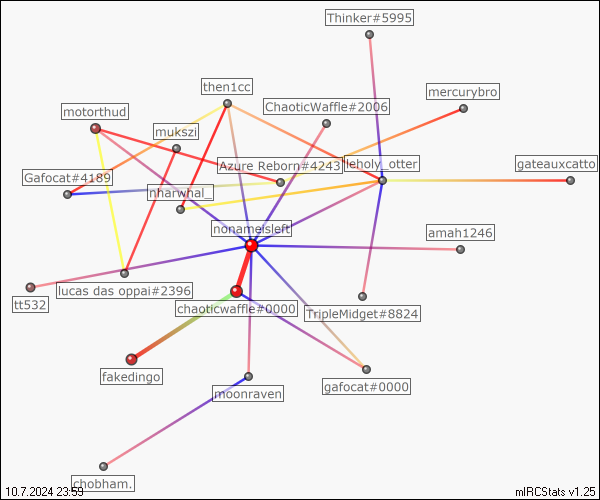 Thinker#5995
then1cc
mercurybro
ChaoticWaffle#2006
motorthud
mukszi
Azure Reborn#4243
leholy_otter
gateauxcatto
Gafocat#4189
nharwhal_
nonameisleft
amah1246
lucas das oppai#2396
tt532
chaoticwaffle#0000
TripleMidget#8824
fakedingo
gafocat#0000
moonraven
chobham.
10.7.2024 23:59
mIRCStats v1.25